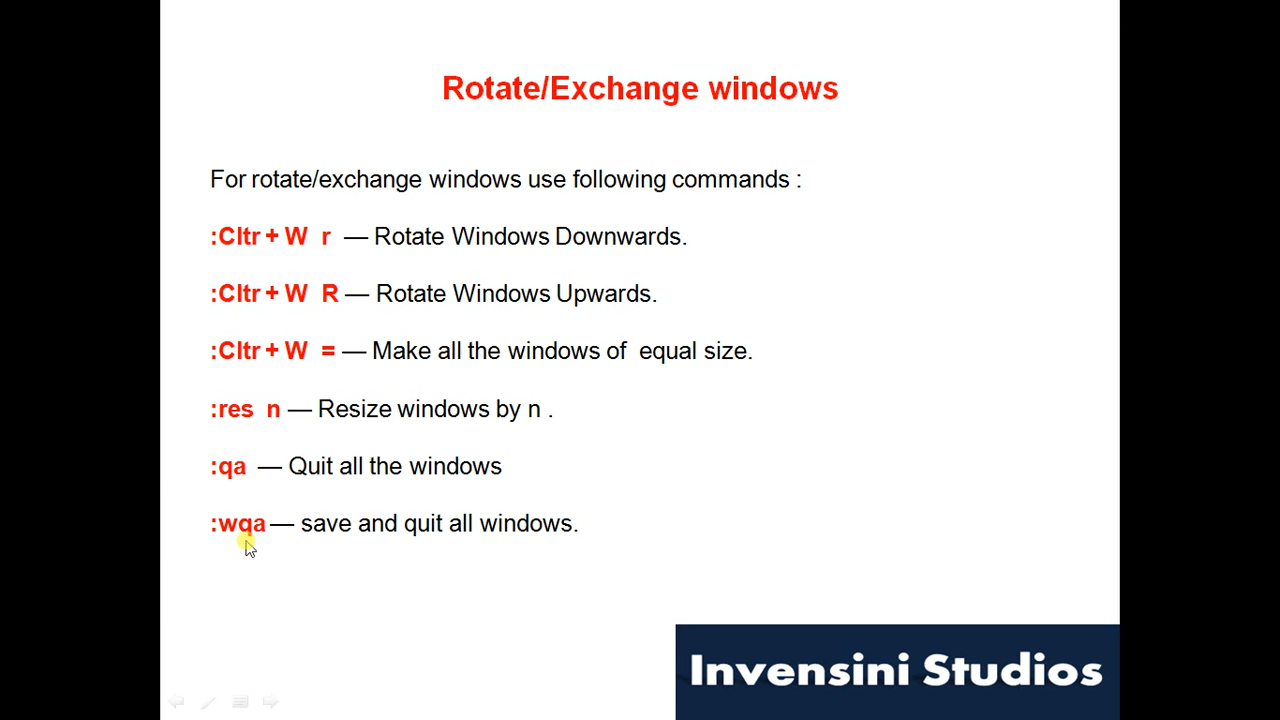 Rotate/Exchange windows
For rotate/exchange windows use following commands :
:Cltr + W r — Rotate Windows Downwards.
:Cltr + W R — Rotate Windows Upwards.
:Cltr + W = — Make all the windows of equal size.
:res n — Resize windows by n .
:qa — Quit all the windows
:wqa — save and quit all windows.
Invensini Studios